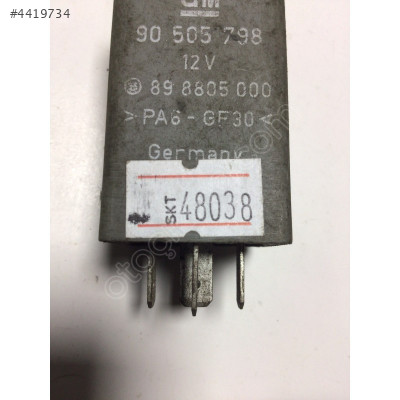 #4419734
GM
90 505 798
12 V
89 8805 000
>PA6-GF30<
Germany
SKT 48038